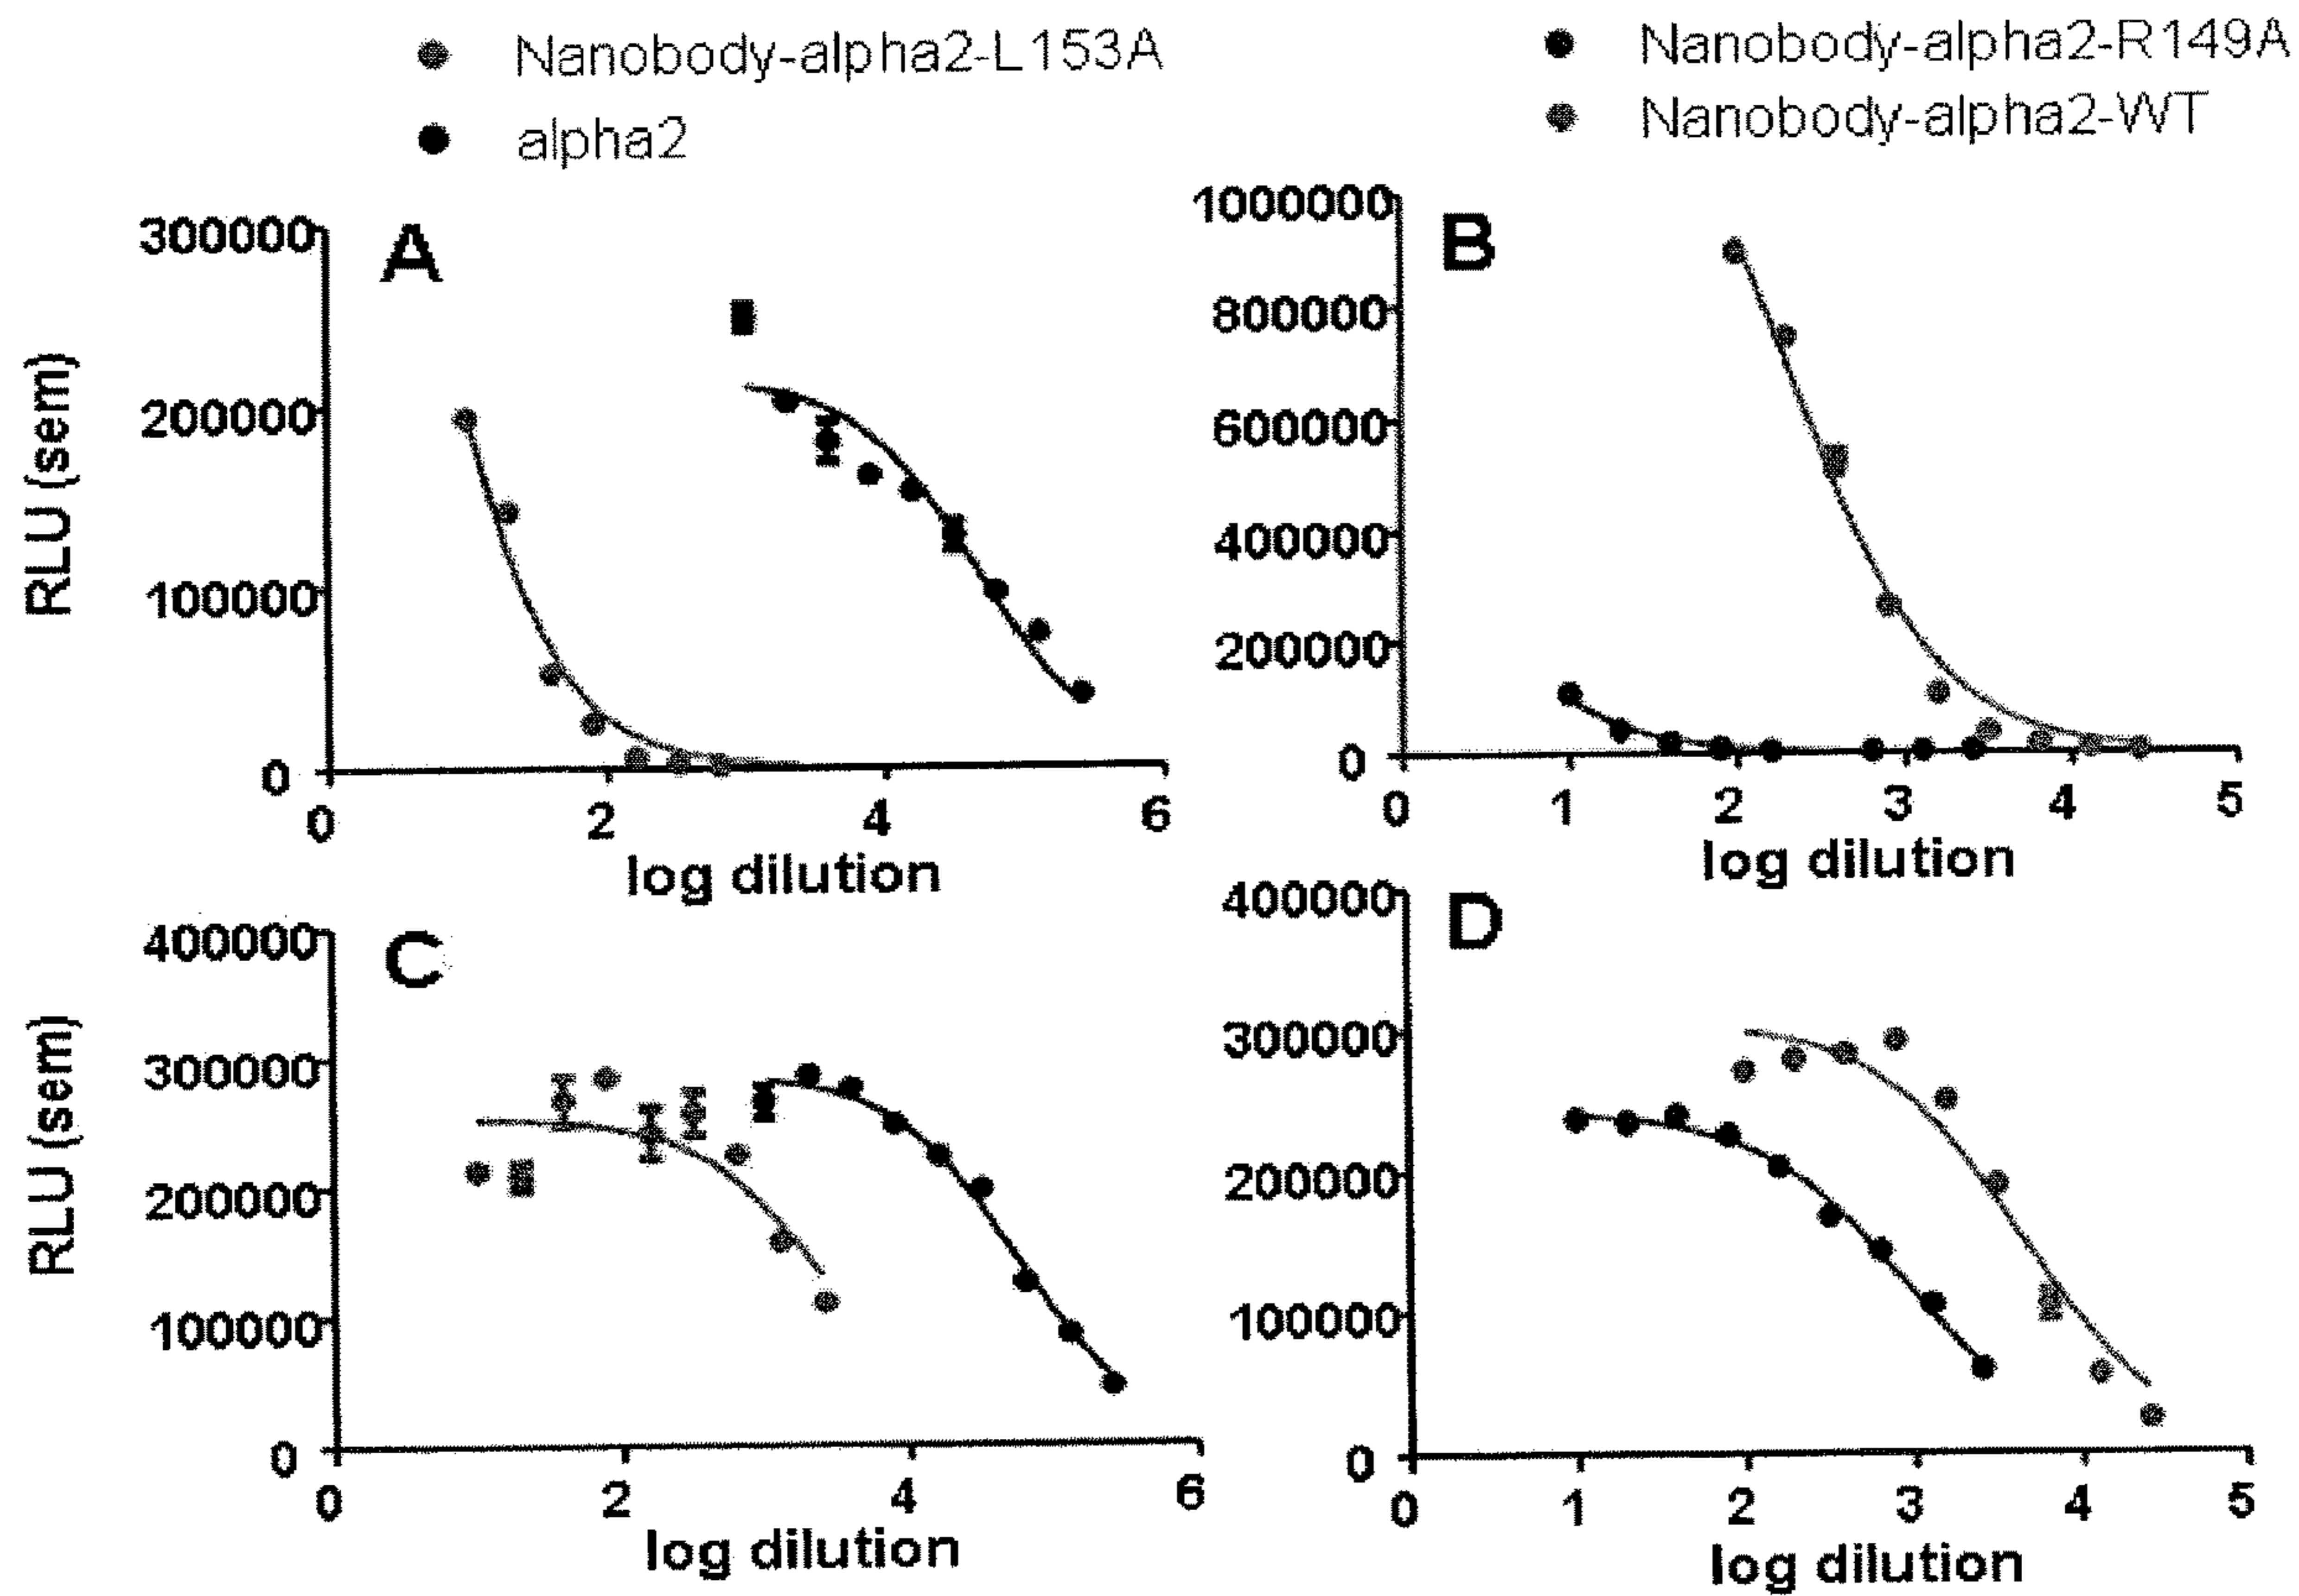 Nanobody-alpha2-L153A
alpha2
Nanobody-alpha2-R149A
Nanobody-alpha2-WT
A
300000
200000
100000
0
RLU (sem)
0 2 4 6
log dilution
B
1000000
800000
600000
400000
200000
0
0 1 2 3 4 5
log dilution
C
400000
300000
200000
100000
0
RLU (sem)
0 2 4 6
log dilution
D
400000
300000
200000
100000
0
0 1 2 3 4 5
log dilution